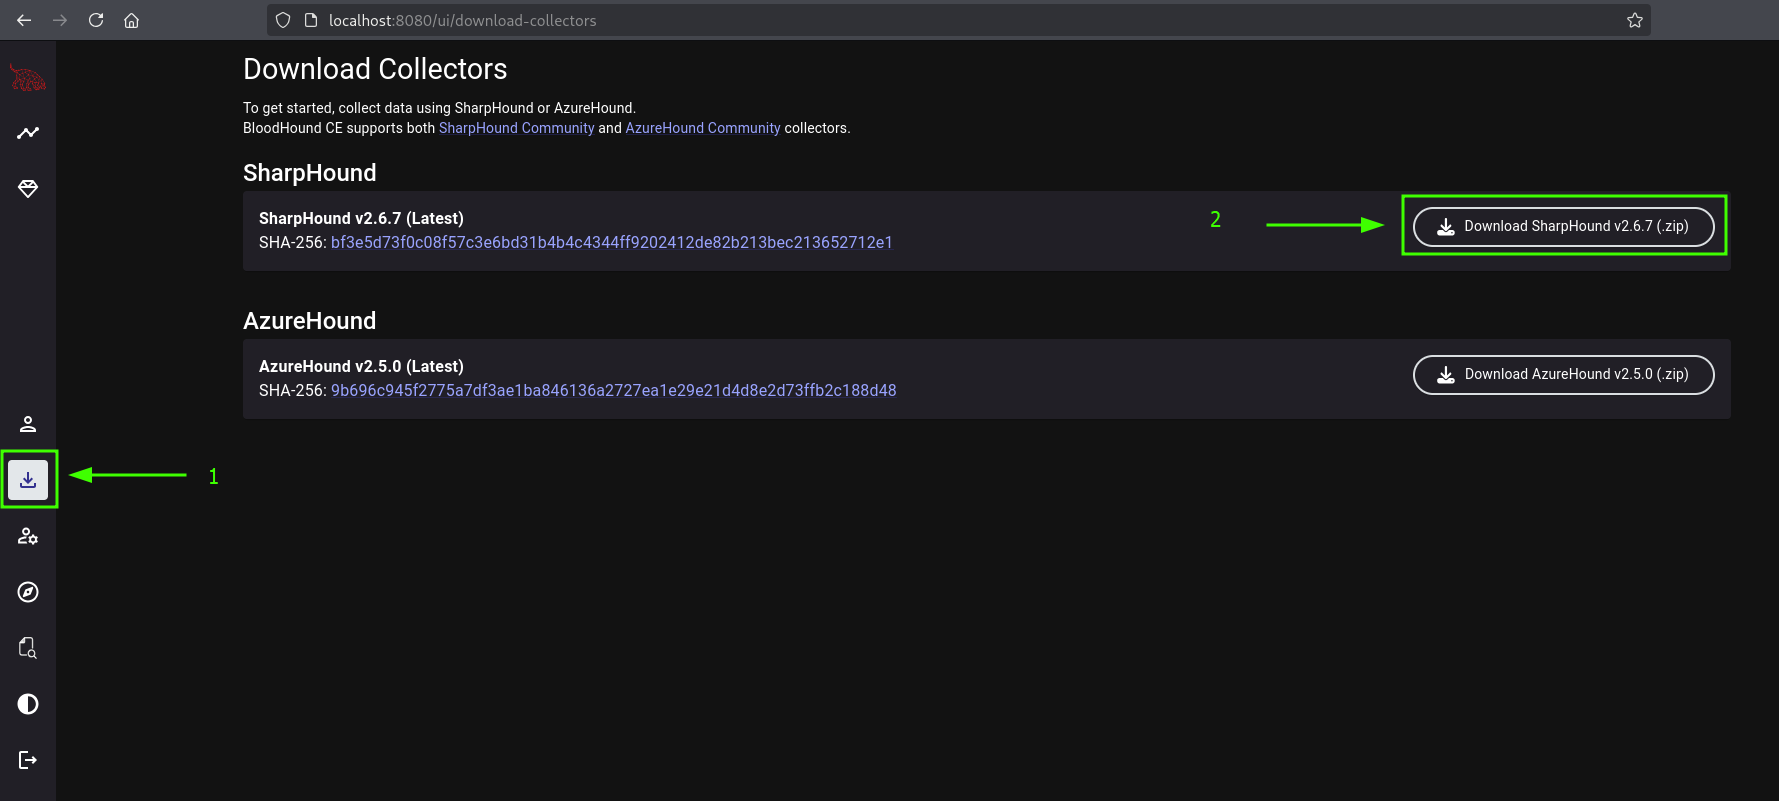 localhost:8080/ui/download-collectors
Download Collectors
To get started, collect data using SharpHound or AzureHound.
BloodHound CE supports both SharpHound Community and AzureHound Community collectors.
SharpHound
SharpHound v2.6.7 (Latest)
SHA-256: bf3e5d73f0c08f57c3e6bd31b4b4c4344ff9202412de82b213bec213652712e1
2
Download SharpHound v2.6.7 (.zip)
AzureHound
AzureHound v2.5.0 (Latest)
SHA-256: 9b696c945f2775a7df3ae1ba846136a2727ea1e29e21d4d8e2d73ffb2c188d48
Download AzureHound v2.5.0 (.zip)
1